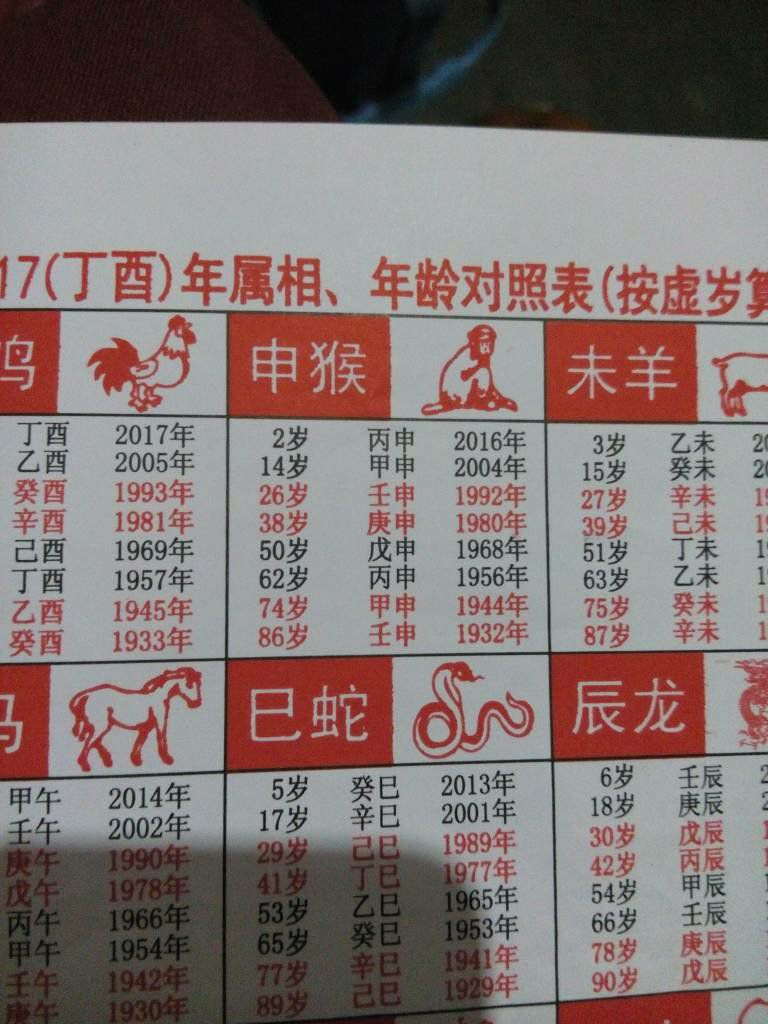 17(丁酉)年属相、年龄对照表(按虚岁算
鸡
丁酉 2017年
乙酉 2005年
癸酉 1993年
辛酉 1981年
己酉 1969年
丁酉 1957年
乙酉 1945年
癸酉 1933年
申猴
2岁 丙申 2016年
14岁 甲申 2004年
26岁 壬申 1992年
38岁 庚申 1980年
50岁 戊申 1968年
62岁 丙申 1956年
74岁 甲申 1944年
86岁 壬申 1932年
未羊
3岁 乙未 20
15岁 癸未 20
27岁 辛未 19
39岁 己未 19
51岁 丁未 19
63岁 乙未 19
75岁 癸未 19
87岁 辛未 19
马
甲午 2014年
壬午 2002年
庚午 1990年
戊午 1978年
丙午 1966年
甲午 1954年
壬午 1942年
庚午 1930年
巳蛇
5岁 癸巳 2013年
17岁 辛巳 2001年
29岁 己巳 1989年
41岁 丁巳 1977年
53岁 乙巳 1965年
65岁 癸巳 1953年
77岁 辛巳 1941年
89岁 己巳 1929年
辰龙
6岁 壬辰 2
18岁 庚辰 2
30岁 戊辰
42岁 丙辰
54岁 甲辰
66岁 壬辰
78岁 庚辰
90岁 戊辰